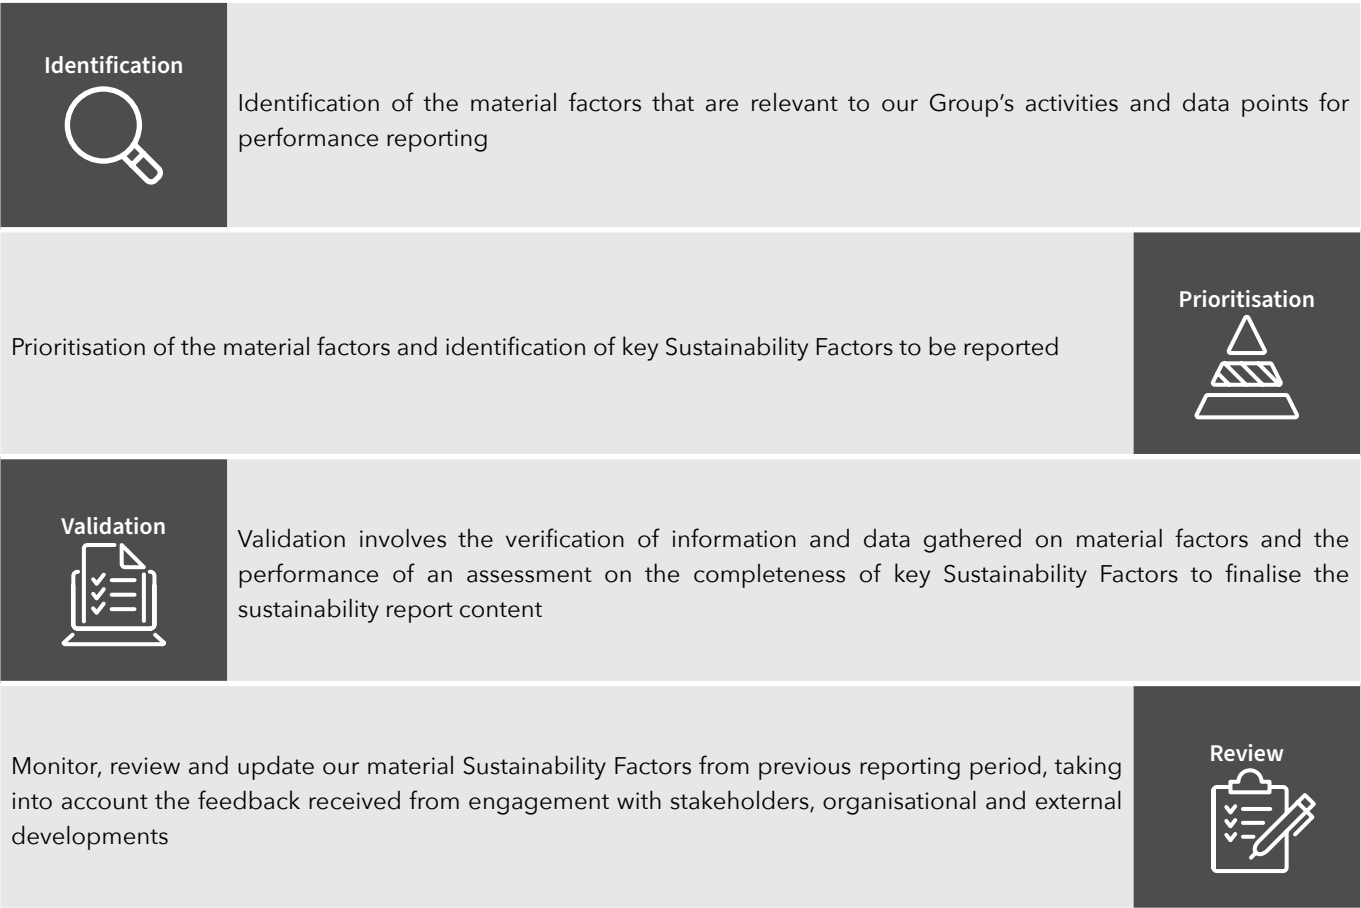 Identification
Identification of the material factors that are relevant to our Group's activities and data points for
performance reporting
Prioritisation
Prioritisation of the material factors and identification of key Sustainability Factors to be reported
Validation
Validation involves the verification of information and data gathered on material factors and the
performance of an assessment on the completeness of key Sustainability Factors to finalise the
sustainability report content
Review
Monitor, review and update our material Sustainability Factors from previous reporting period, taking
into account the feedback received from engagement with stakeholders, organisational and external
developments